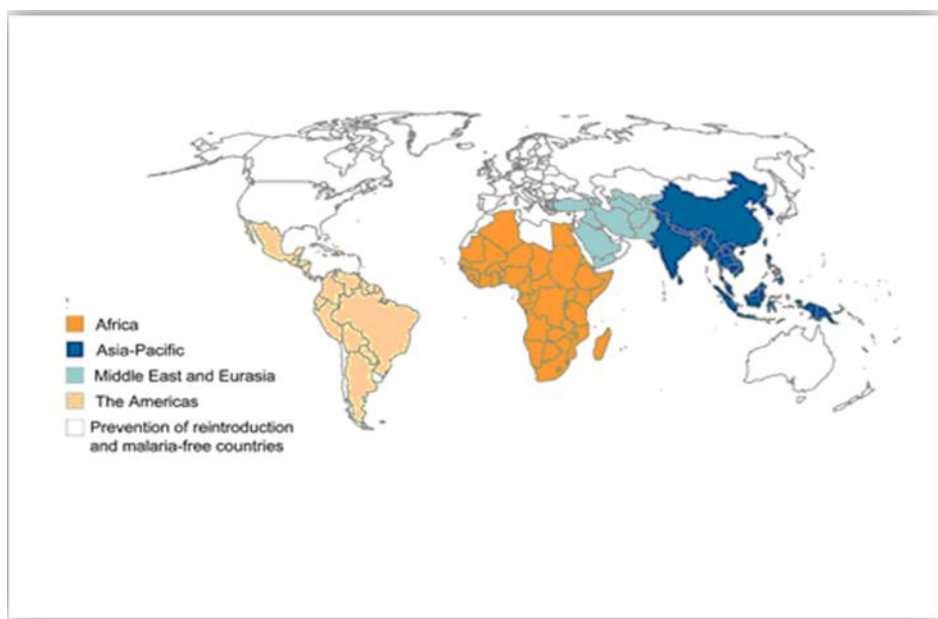 Africa
Asia-Pacific
Middle East and Eurasia
The Americas
Prevention of reintroduction
and malaria-free countries